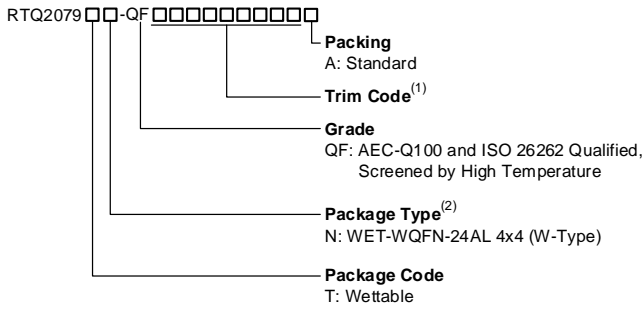 RTQ2079□□-QF□□□□□□□□□□
Packing
A: Standard
Trim Code(1)
Grade
QF: AEC-Q100 and ISO 26262 Qualified,
Screened by High Temperature
Package Type(2)
N: WET-WQFN-24AL 4x4 (W-Type)
Package Code
T: Wettable